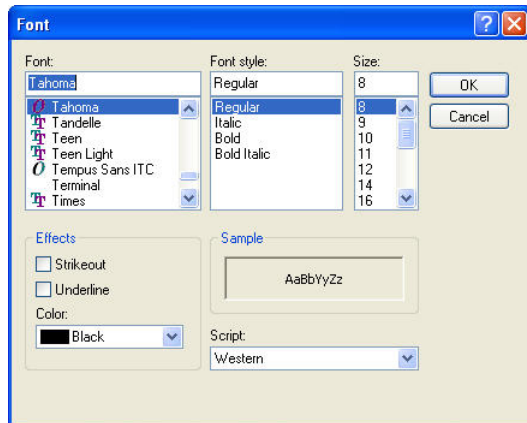 Font
Font: Font style: Size:
Tahoma Regular 8 OK
Tahoma Regular 8 Cancel
Tandelle Italic 9
Teen Bold 10
Teen Light Bold Italic 11
Tempus Sans ITC 12
Terminal 14
Times 16
Effects Sample
Strikeout
Underline AaBbYyZz
Color:
Black Script:
Western